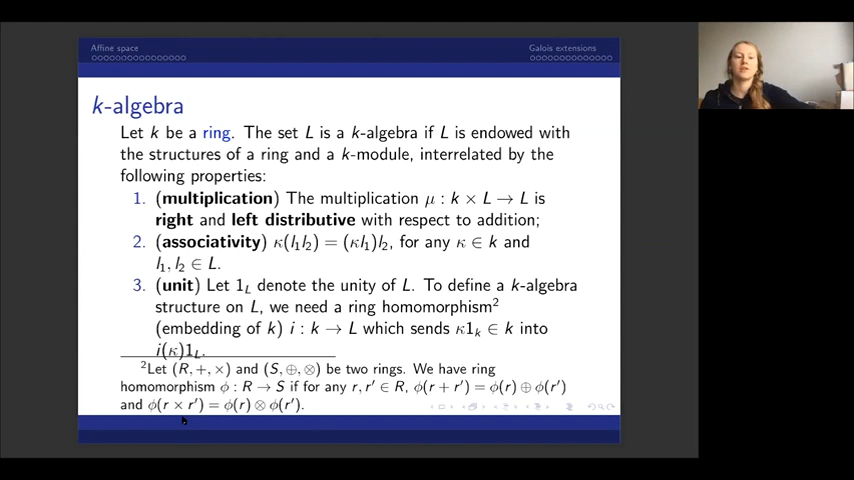 Affine space
Galois extensions
k-algebra
Let k be a ring. The set L is a k-algebra if L is endowed with
the structures of a ring and a k-module, interrelated by the
following properties:
1. (multiplication) The multiplication μ : k × L → L is
right and left distributive with respect to addition;
2. (associativity) κ(l₁l₂) = (κl₁)l₂, for any κ ∈ k and
l₁, l₂ ∈ L.
3. (unit) Let 1_L denote the unity of L. To define a k-algebra
structure on L, we need a ring homomorphism²
(embedding of k) i : k → L which sends κ1ₖ ∈ k into
i(κ)1_L.
²Let (R, +, ×) and (S, ⊕, ⊗) be two rings. We have ring
homomorphism ϕ : R → S if for any r, r′ ∈ R, ϕ(r + r′) = ϕ(r) ⊕ ϕ(r′)
and ϕ(r × r′) = ϕ(r) ⊗ ϕ(r′).